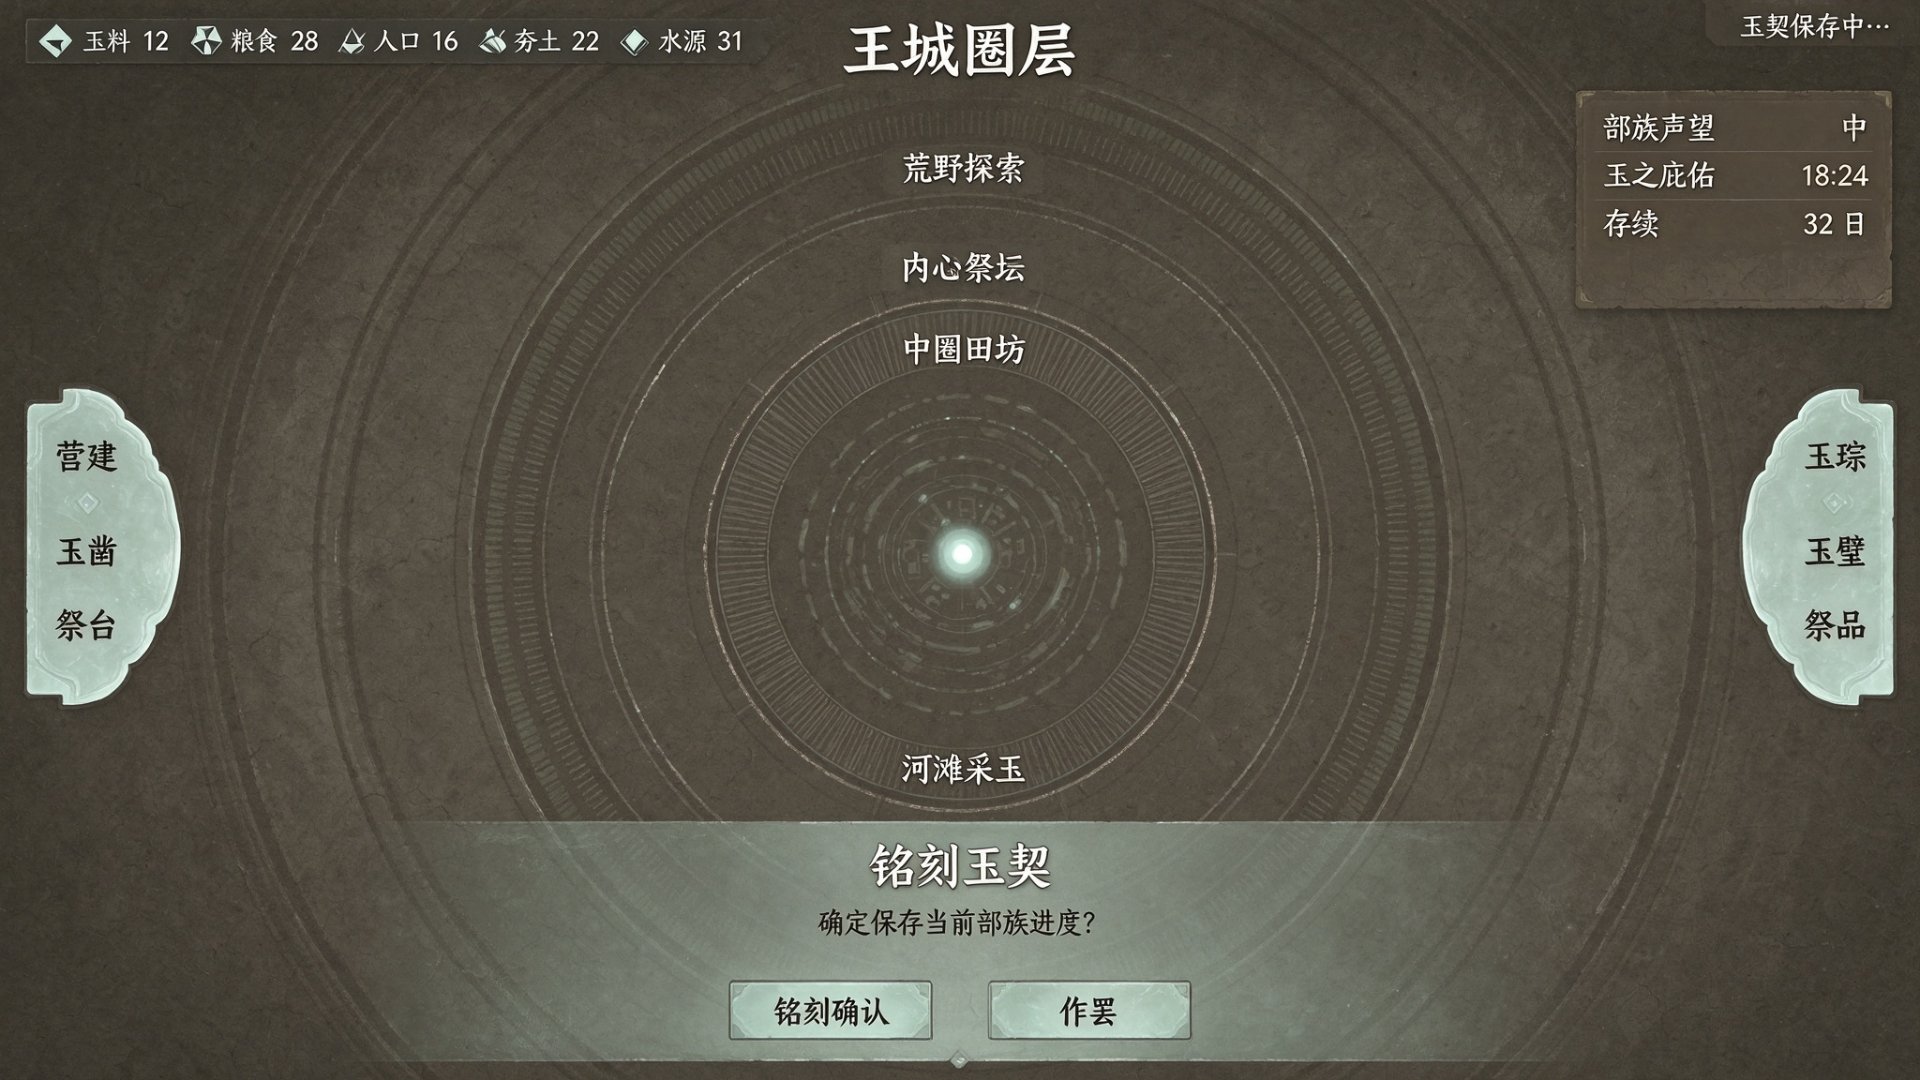 玉料 12 粮食 28 人口 16 夯土 22 水源 31
王城圈层
玉契保存中…
部族声望 中
玉之庇佑 18:24
存续 32 日
荒野探索
内心祭坛
中圈田坊
河滩采玉
营建
玉凿
祭台
玉琮
玉璧
祭品
铭刻玉契
确定保存当前部族进度？
铭刻确认 作罢